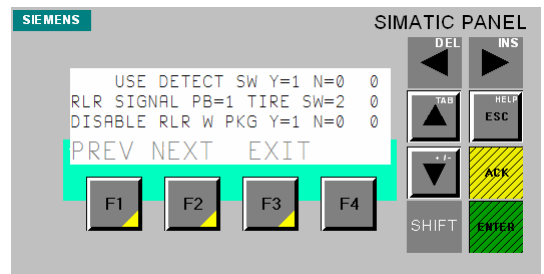 SIEMENS
SIMATIC PANEL
DEL
INS
USE DETECT SW Y=1 N=0 0
RLR SIGNAL PB=1 TIRE SW=2 0
DISABLE RLR W PKG Y=1 N=0 0
PREV NEXT EXIT
TAB
HELP
ESC
+/-
ACK
F1 F2 F3 F4
SHIFT
ENTER